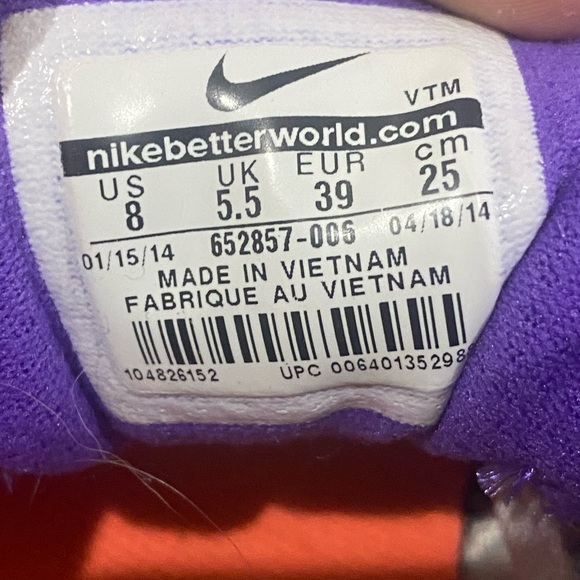 VTM
nikebetterworld.com
US UK EUR cm
8 5.5 39 25
01/15/14 652857-006 04/18/14
MADE IN VIETNAM
FABRIQUE AU VIETNAM
104826152 UPC 00640135298